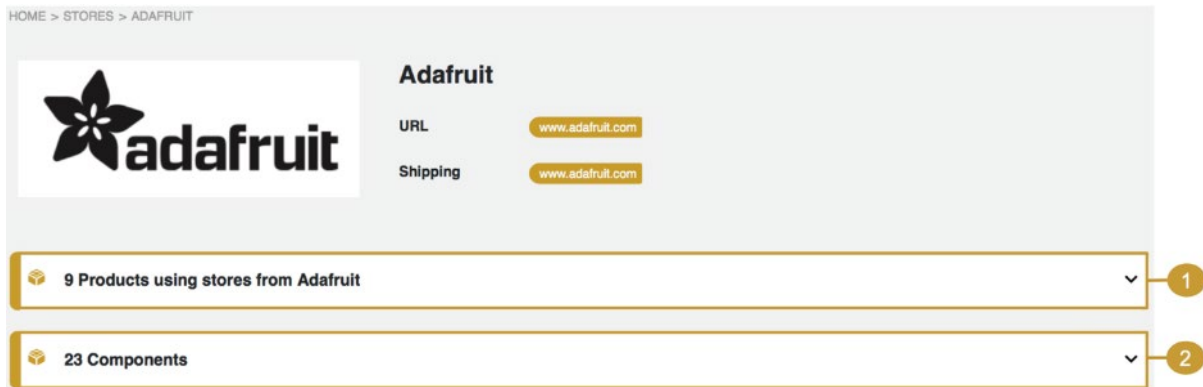 HOME > STORES > ADAFRUIT
adafruit
Adafruit
URL www.adafruit.com
Shipping www.adafruit.com
9 Products using stores from Adafruit
1
23 Components
2